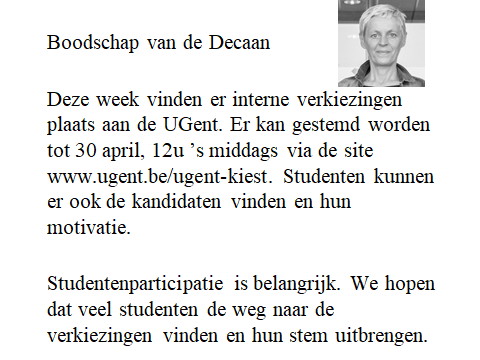 Boodschap van de Decaan
Deze week vinden er interne verkiezingen
plaats aan de UGent. Er kan gestemd worden
tot 30 april, 12u ’s middags via de site
www.ugent.be/ugent-kiest. Studenten kunnen
er ook de kandidaten vinden en hun
motivatie.
Studentenparticipatie is belangrijk. We hopen
dat veel studenten de weg naar de
verkiezingen vinden en hun stem uitbrengen.